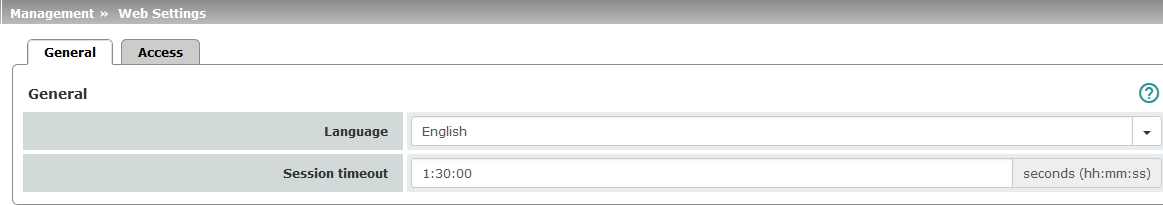 Management » Web Settings
General Access
General
Language English
Session timeout 1:30:00 seconds (hh:mm:ss)